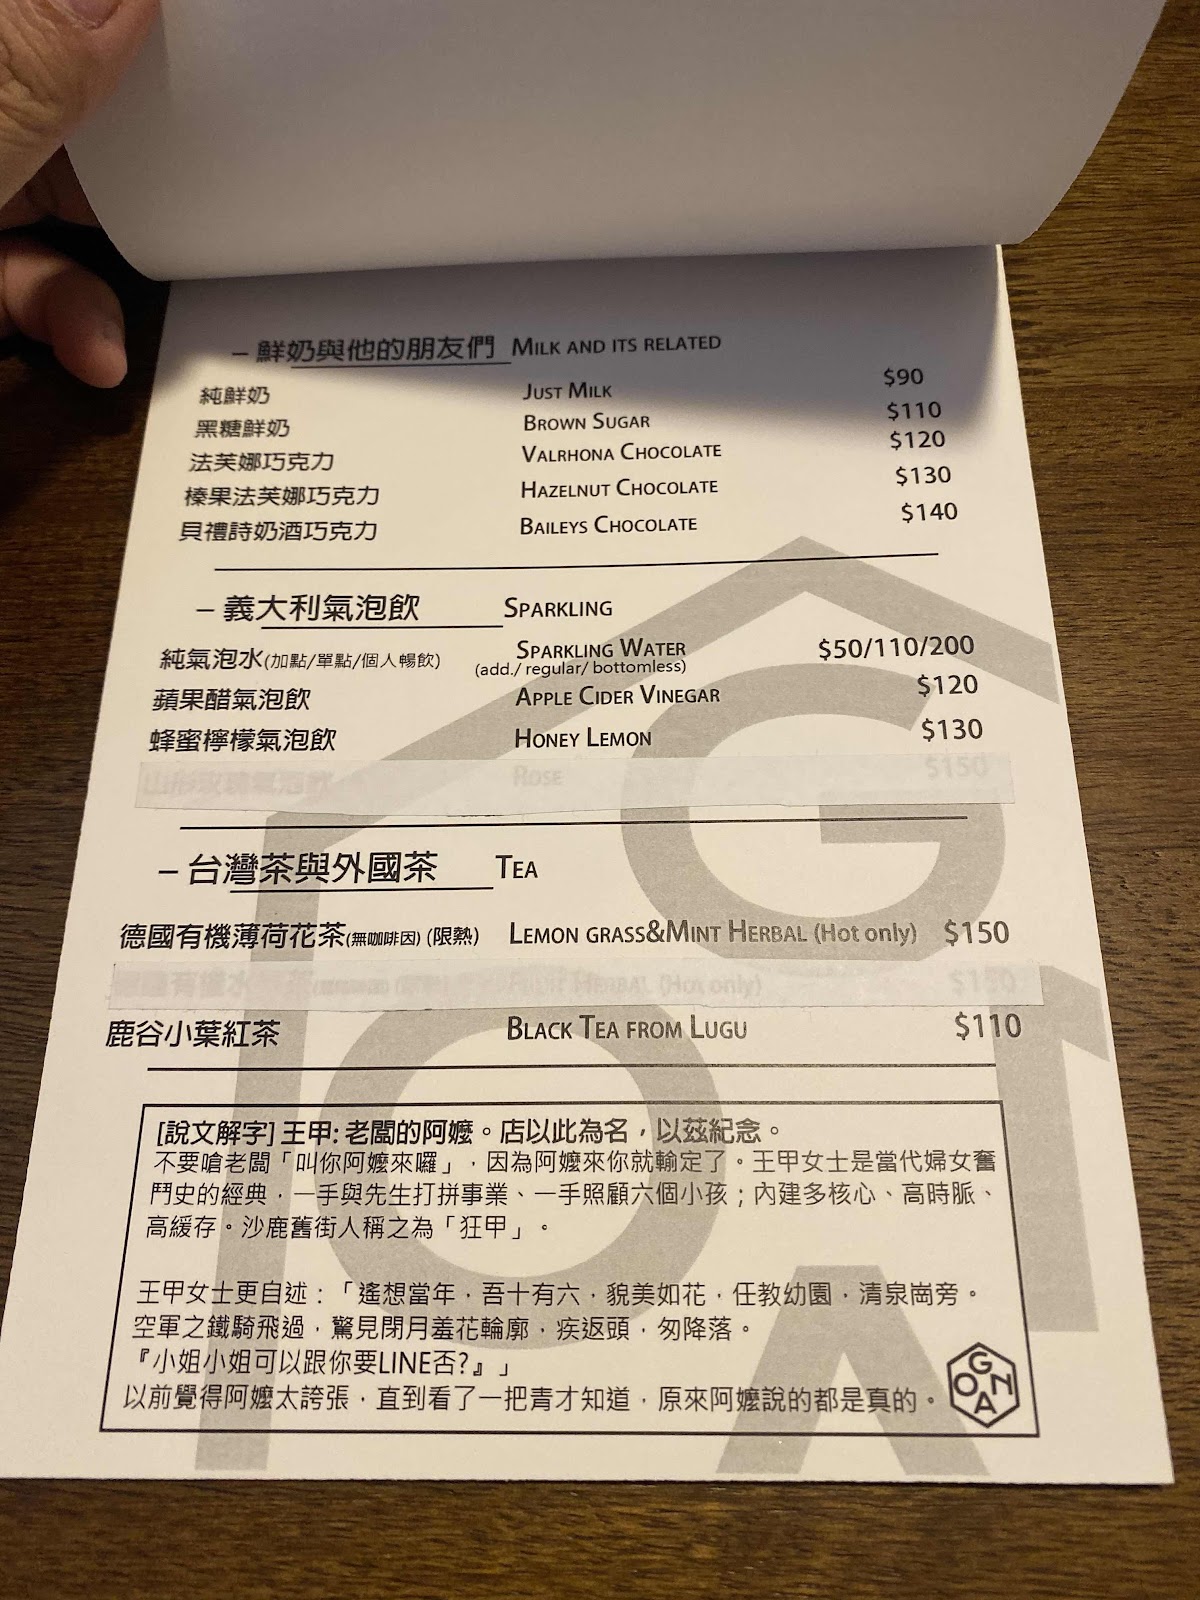 – 鮮奶與他的朋友們 MILK AND ITS RELATED
純鮮奶 JUST MILK $90
黑糖鮮奶 BROWN SUGAR $110
法芙娜巧克力 VALRHONA CHOCOLATE $120
榛果法芙娜巧克力 HAZELNUT CHOCOLATE $130
貝禮詩奶酒巧克力 BAILEYS CHOCOLATE $140
– 義大利氣泡飲 SPARKLING
純氣泡水(加點/單點/個人暢飲) SPARKLING WATER $50/110/200
(add./ regular/ bottomless)
蘋果醋氣泡飲 APPLE CIDER VINEGAR $120
蜂蜜檸檬氣泡飲 HONEY LEMON $130
山形玫瑰氣泡飲 ROSE $150
– 台灣茶與外國茶 TEA
德國有機薄荷花茶(無咖啡因) (限熱) LEMON GRASS&MINT HERBAL (Hot only) $150
FRUIT HERBAL (Hot only) $150
鹿谷小葉紅茶 BLACK TEA FROM LUGU $110
[說文解字] 王甲: 老闆的阿嬤。店以此為名，以茲紀念。
不要嗆老闆「叫你阿嬤來囉」，因為阿嬤來你就輸定了。王甲女士是當代婦女奮
鬥史的經典，一手與先生打拼事業、一手照顧六個小孩；內建多核心、高時脈、
高緩存。沙鹿舊街人稱之為「狂甲」。
王甲女士更自述：「遙想當年，吾十有六，貌美如花，任教幼園，清泉崗旁。
空軍之鐵騎飛過，驚見閉月羞花輪廓，疾返頭，匆降落。
『小姐小姐可以跟你要LINE否?』」
以前覺得阿嬤太誇張，直到看了一把青才知道，原來阿嬤說的都是真的。
GONA